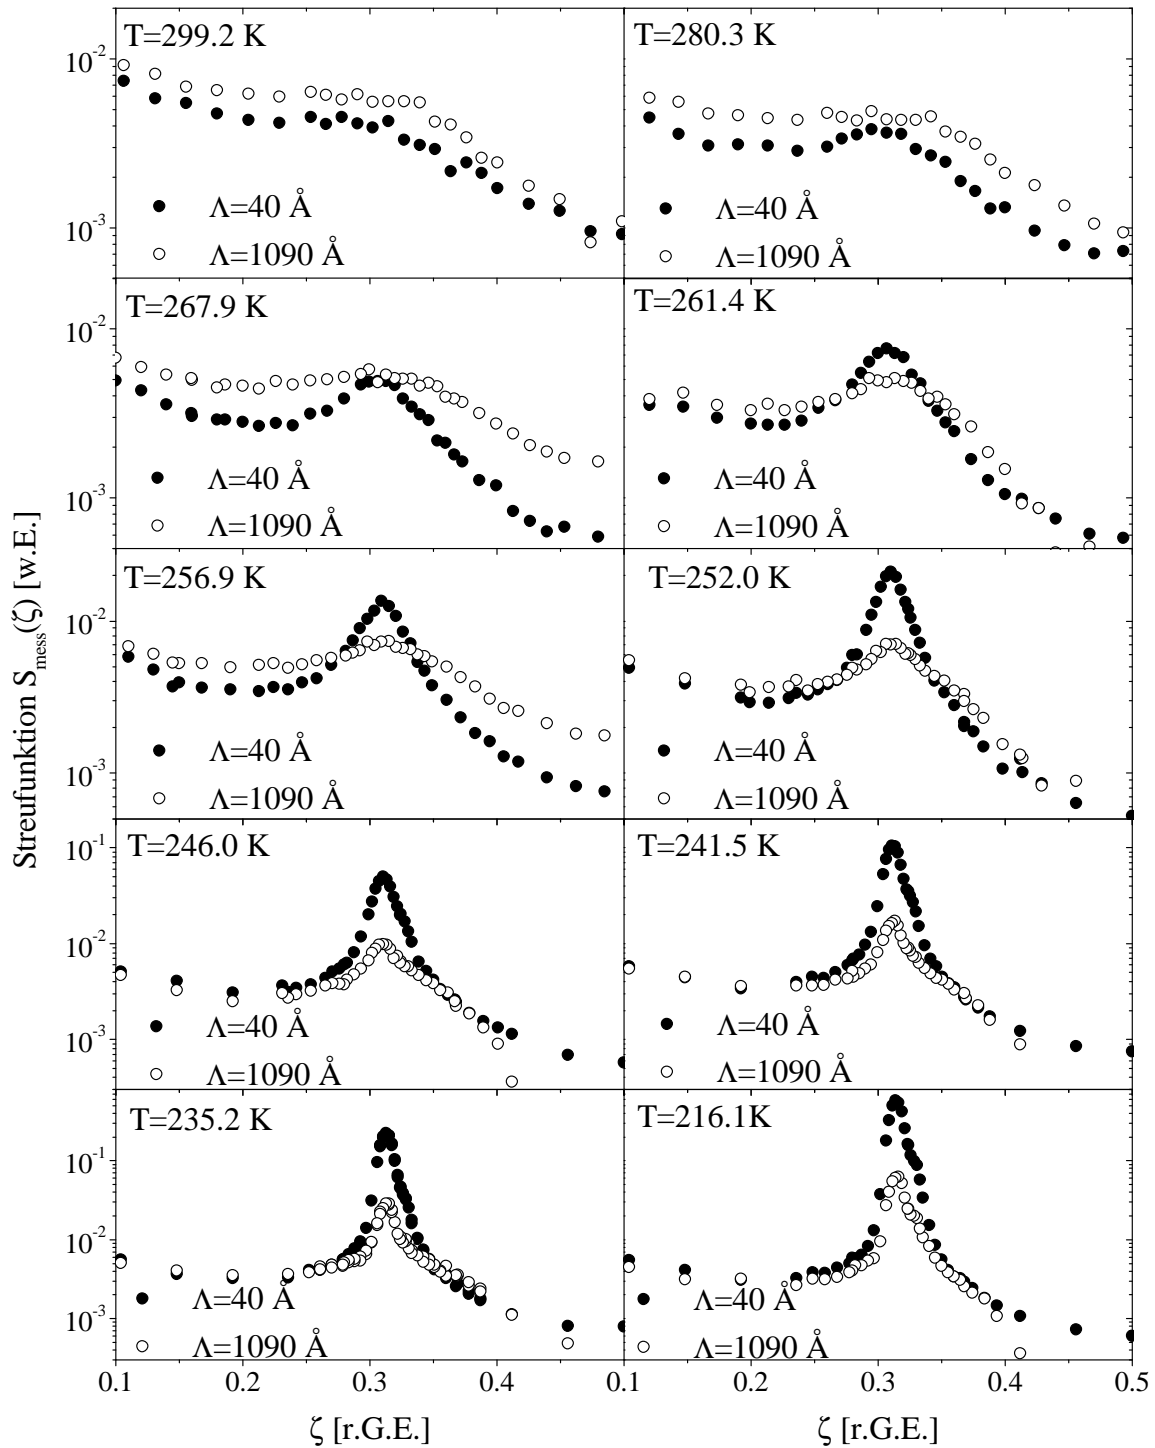 T=299.2 K
T=280.3 K
10⁻²
10⁻³
Λ=40 Å
Λ=1090 Å
Λ=40 Å
Λ=1090 Å
T=267.9 K
T=261.4 K
10⁻²
10⁻³
Λ=40 Å
Λ=1090 Å
Λ=40 Å
Λ=1090 Å
Streufunktion S_mess(ζ) [w.E.]
T=256.9 K
T=252.0 K
10⁻²
10⁻³
Λ=40 Å
Λ=1090 Å
Λ=40 Å
Λ=1090 Å
T=246.0 K
T=241.5 K
10⁻¹
10⁻²
10⁻³
Λ=40 Å
Λ=1090 Å
Λ=40 Å
Λ=1090 Å
T=235.2 K
T=216.1K
10⁻¹
10⁻²
10⁻³
Λ=40 Å
Λ=1090 Å
Λ=40 Å
Λ=1090 Å
0.1 0.2 0.3 0.4 0.1 0.2 0.3 0.4 0.5
ζ [r.G.E.]
ζ [r.G.E.]